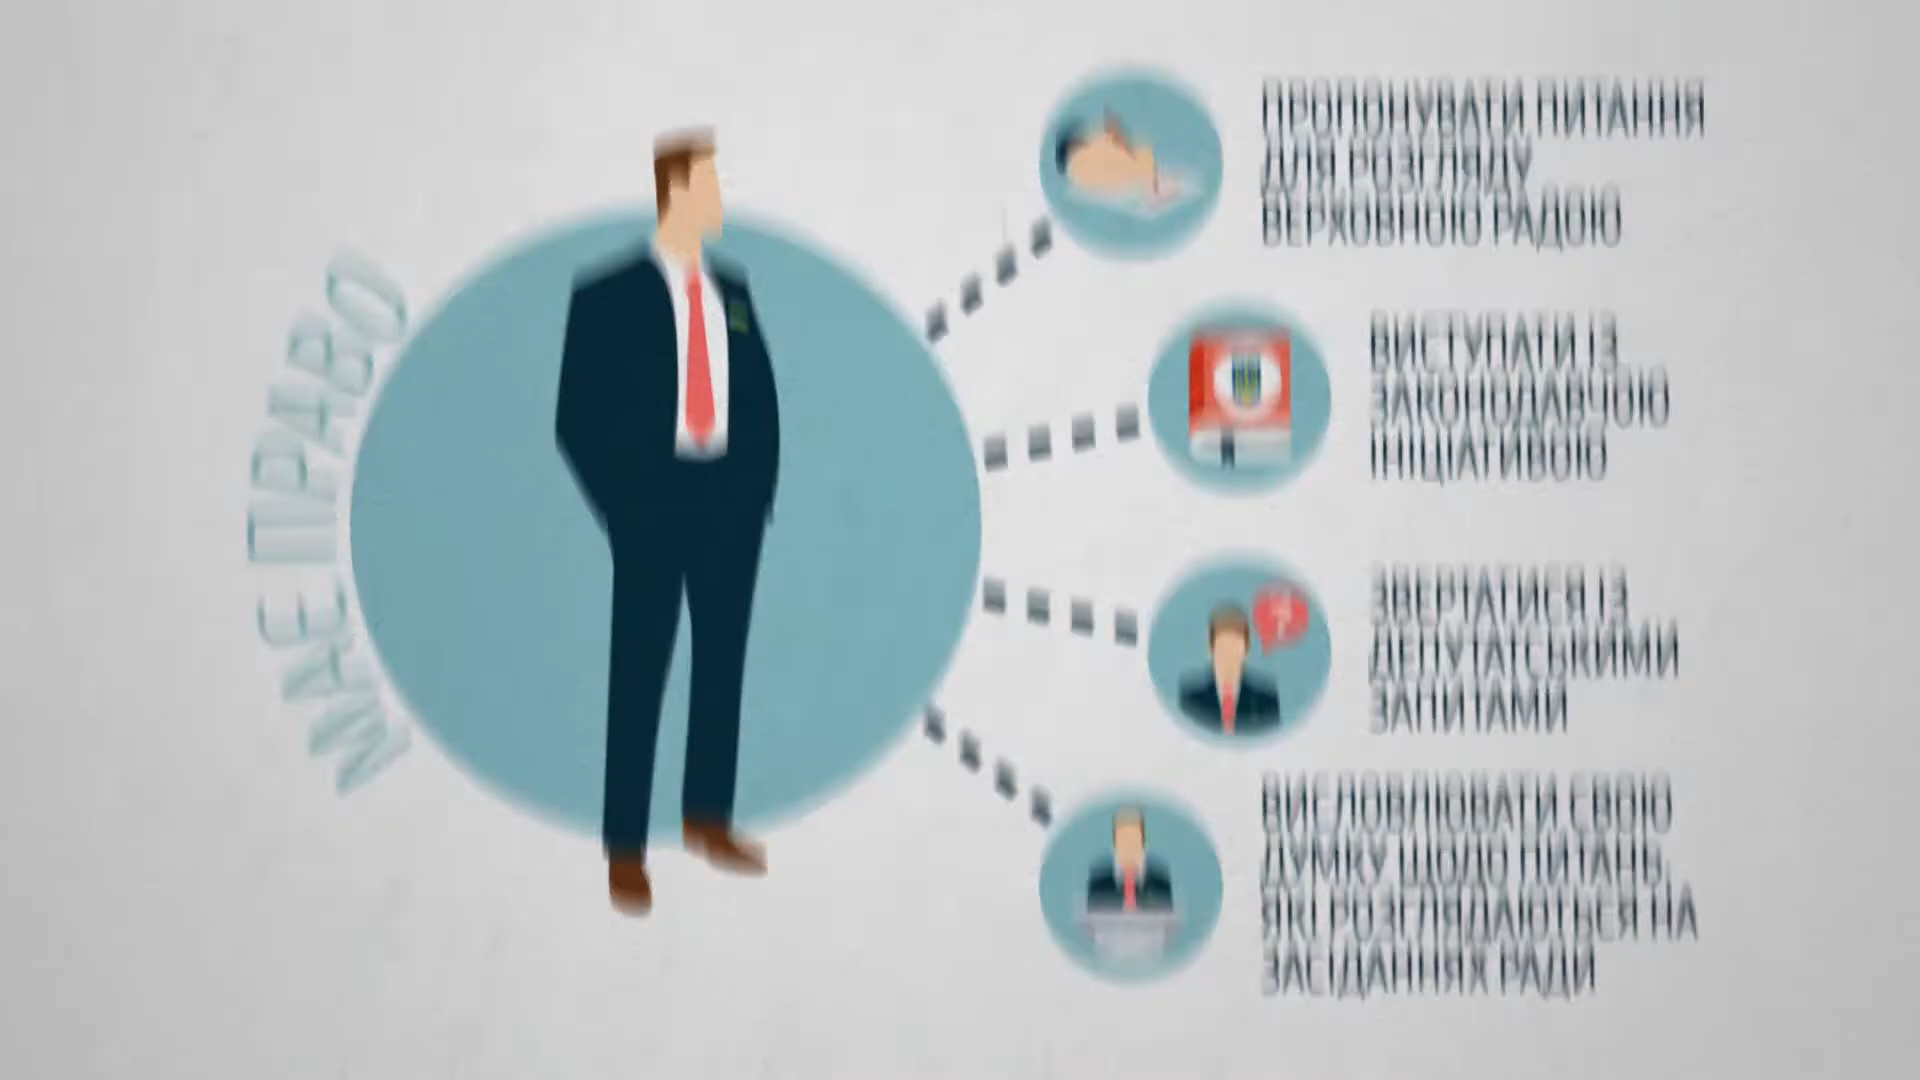 МАЄ ПРАВО
ПРОПОНУВАТИ ПИТАННЯ
ДЛЯ РОЗГЛЯДУ
ВЕРХОВНОЮ РАДОЮ
ВИСТУПАТИ ІЗ
ЗАКОНОДАВЧОЮ
ІНІЦІАТИВОЮ
ЗВЕРТАТИСЯ ІЗ
ДЕПУТАТСЬКИМИ
ЗАПИТАМИ
?
ВИСЛОВЛЮВАТИ СВОЮ
ДУМКУ ЩОДО ПИТАНЬ,
ЯКІ РОЗГЛЯДАЮТЬСЯ НА
ЗАСІДАННЯХ РАДИ